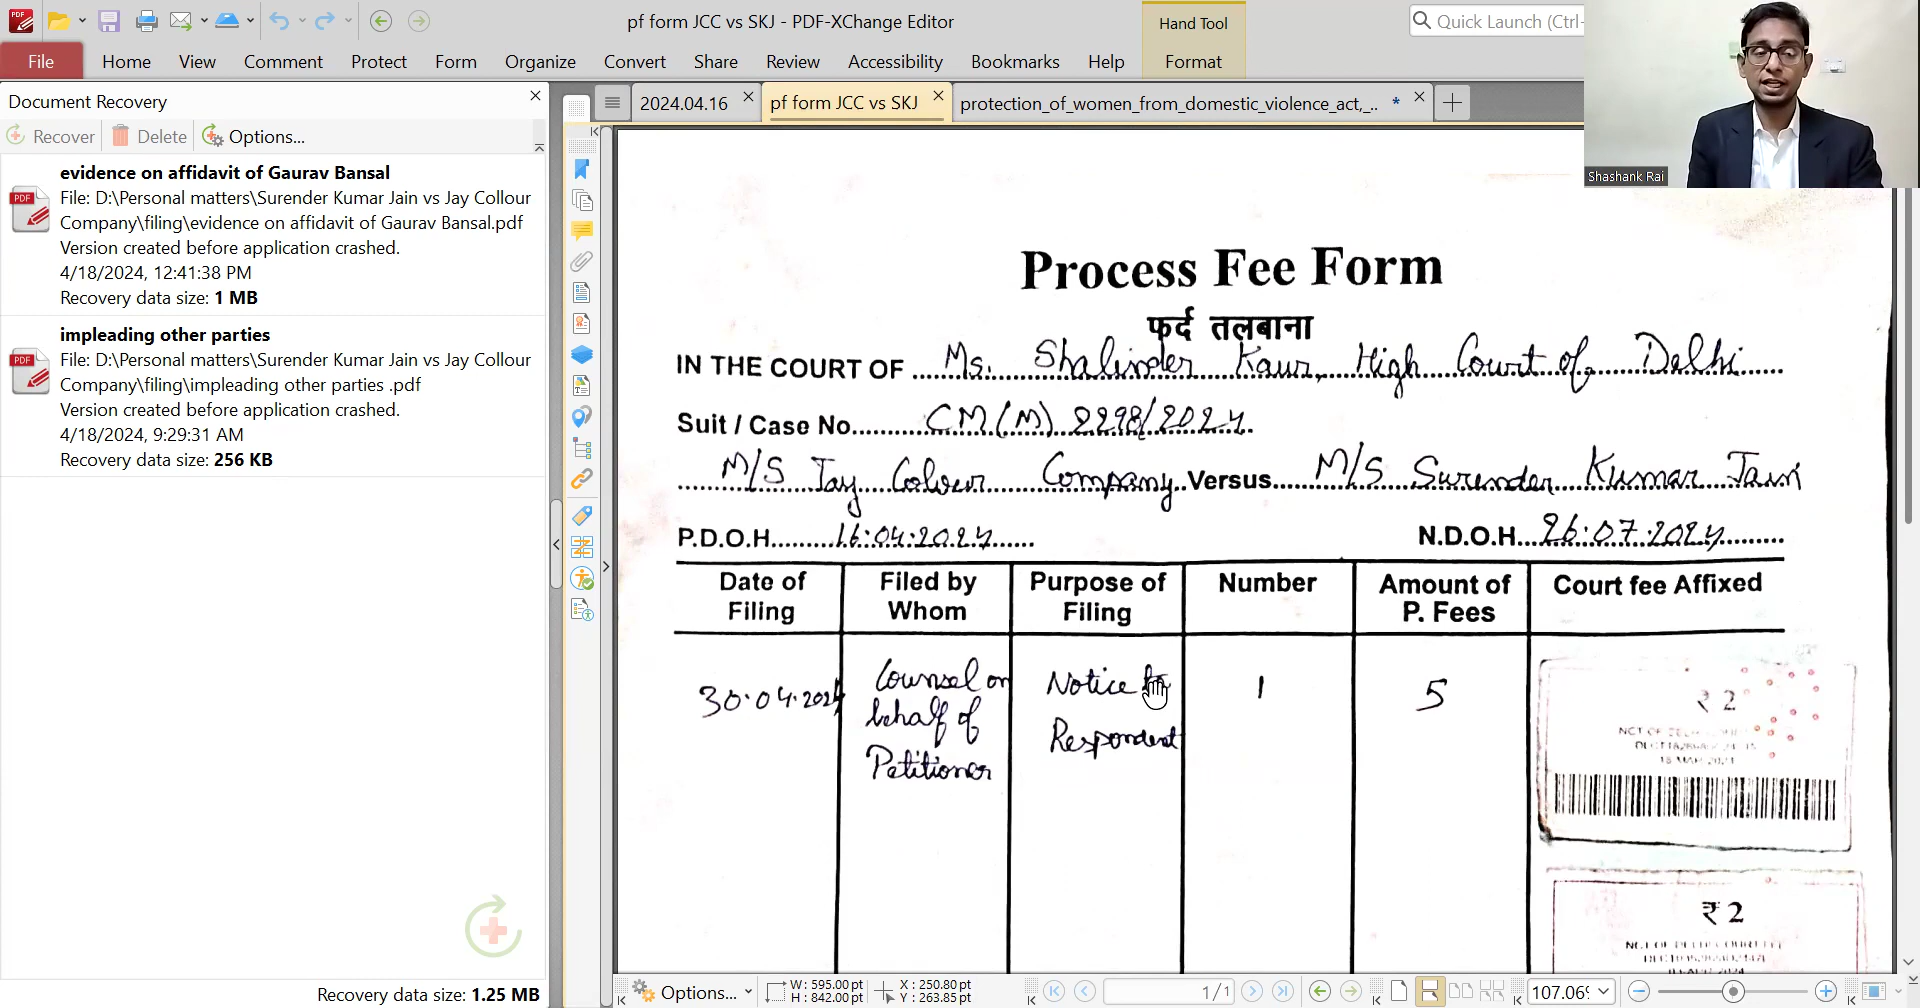 pf form JCC vs SKJ - PDF-XChange Editor
Hand Tool
Quick Launch (Ctrl-
File Home View Comment Protect Form Organize Convert Share Review Accessibility Bookmarks Help Format
Document Recovery
Recover Delete Options...
evidence on affidavit of Gaurav Bansal
File: D:\Personal matters\Surender Kumar Jain vs Jay Collour
Company\filing\evidence on affidavit of Gaurav Bansal.pdf
Version created before application crashed.
4/18/2024, 12:41:38 PM
Recovery data size: 1 MB
impleading other parties
File: D:\Personal matters\Surender Kumar Jain vs Jay Collour
Company\filing\impleading other parties .pdf
Version created before application crashed.
4/18/2024, 9:29:31 AM
Recovery data size: 256 KB
Recovery data size: 1.25 MB
2024.04.16 pf form JCC vs SKJ protection_of_women_from_domestic_violence_act,_.. *
Shashank Rai
Process Fee Form
फर्द तलबाना
IN THE COURT OF Ms. Shalinder Kaur, High Court of Delhi
Suit / Case No. CM(M) 2298/2024
M/S Jay Colour Company Versus M/S Surender Kumar Jain
P.D.O.H. 16.04.2024 N.D.O.H. 26.07.2024
Date of Filing Filed by Whom Purpose of Filing Number Amount of P. Fees Court fee Affixed
30.04.2024 Counsel on behalf of Petitioner Notice to Respondent 1 5
₹ 2
₹ 2
Options... W: 595.00 pt H: 842.00 pt X: 250.80 pt Y: 263.85 pt 1 / 1 107.06%